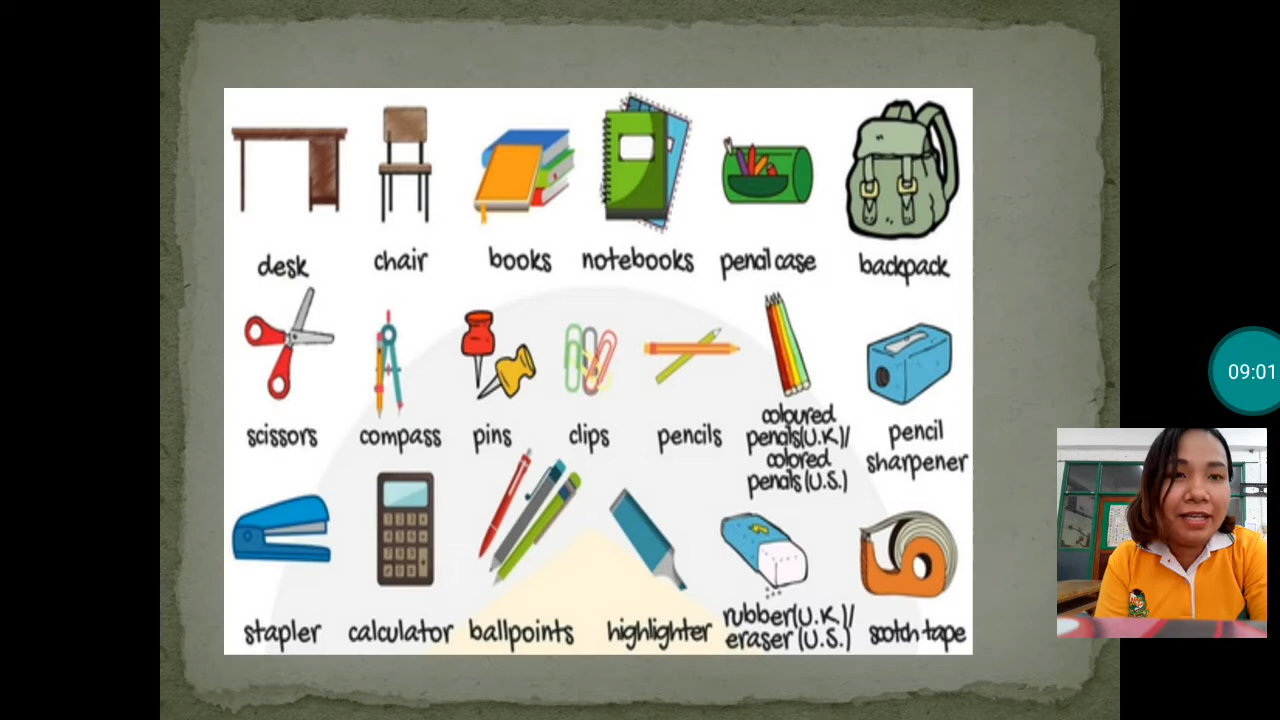 desk chair books notebooks pencil case backpack
scissors compass pins clips pencils coloured pencils(U.K.)/ colored pencils(U.S.) pencil sharpener
stapler calculator ballpoints highlighter rubber(U.K.)/ eraser(U.S.) scotch tape
09:01